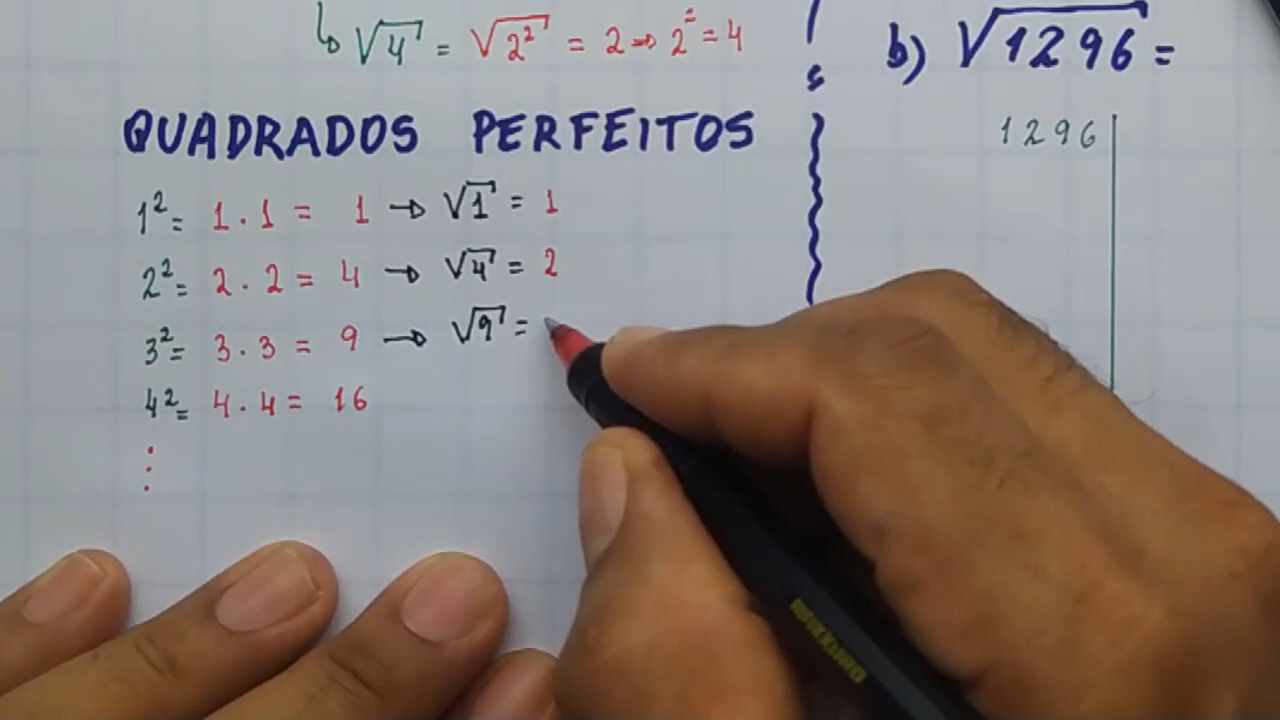 ↳ √4 = √2² = 2 → 2² = 4
QUADRADOS PERFEITOS
1² = 1 . 1 = 1 → √1 = 1
2² = 2 . 2 = 4 → √4 = 2
3² = 3 . 3 = 9 → √9 =
4² = 4 . 4 = 16
⋮
b) √1296 =
1296